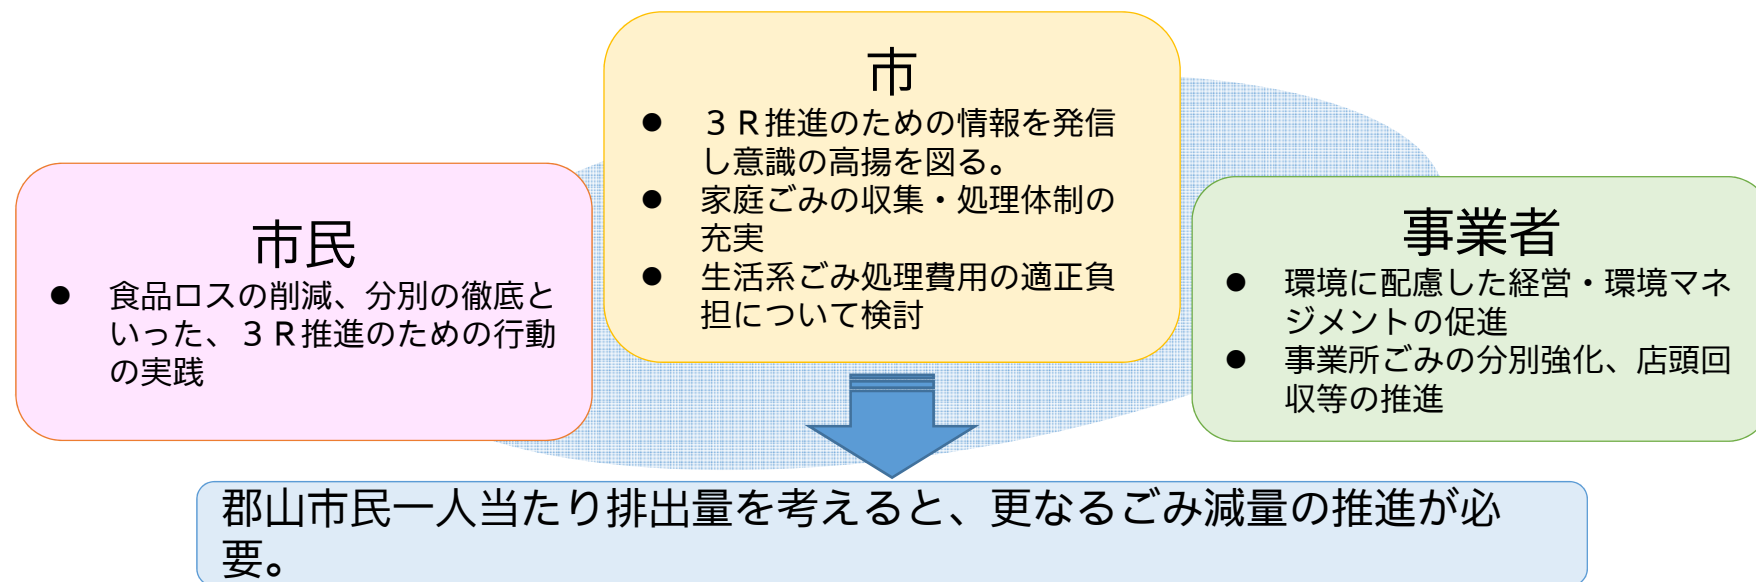 市
● ３Ｒ推進のための情報を発信
し意識の高揚を図る。
● 家庭ごみの収集・処理体制の
充実
● 生活系ごみ処理費用の適正負
担について検討
市民
● 食品ロスの削減、分別の徹底と
いった、３Ｒ推進のための行動
の実践
事業者
● 環境に配慮した経営・環境マネ
ジメントの促進
● 事業所ごみの分別強化、店頭回
収等の推進
郡山市民一人当たり排出量を考えると、更なるごみ減量の推進が必
要。